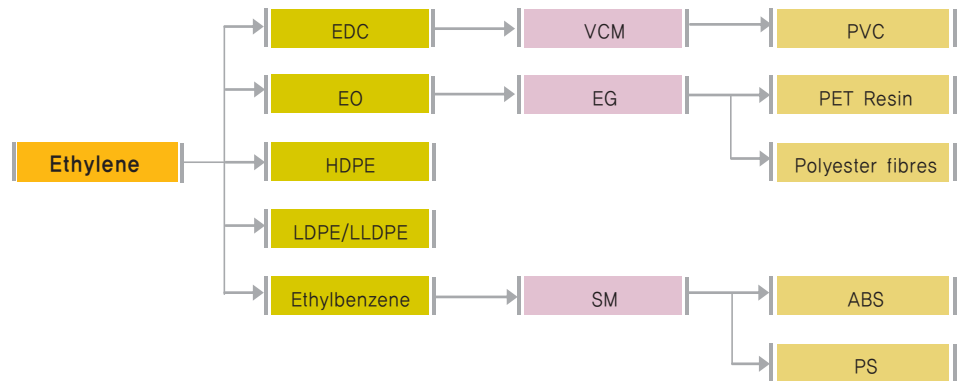 EDC
VCM
PVC
EO
EG
PET Resin
Ethylene
HDPE
Polyester fibres
LDPE/LLDPE
Ethylbenzene
SM
ABS
PS